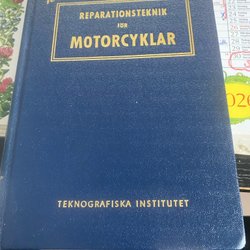 REPARATIONSTEKNIK
FÖR
MOTORCYKLAR
TEKNOGRAFISKA INSTITUTET